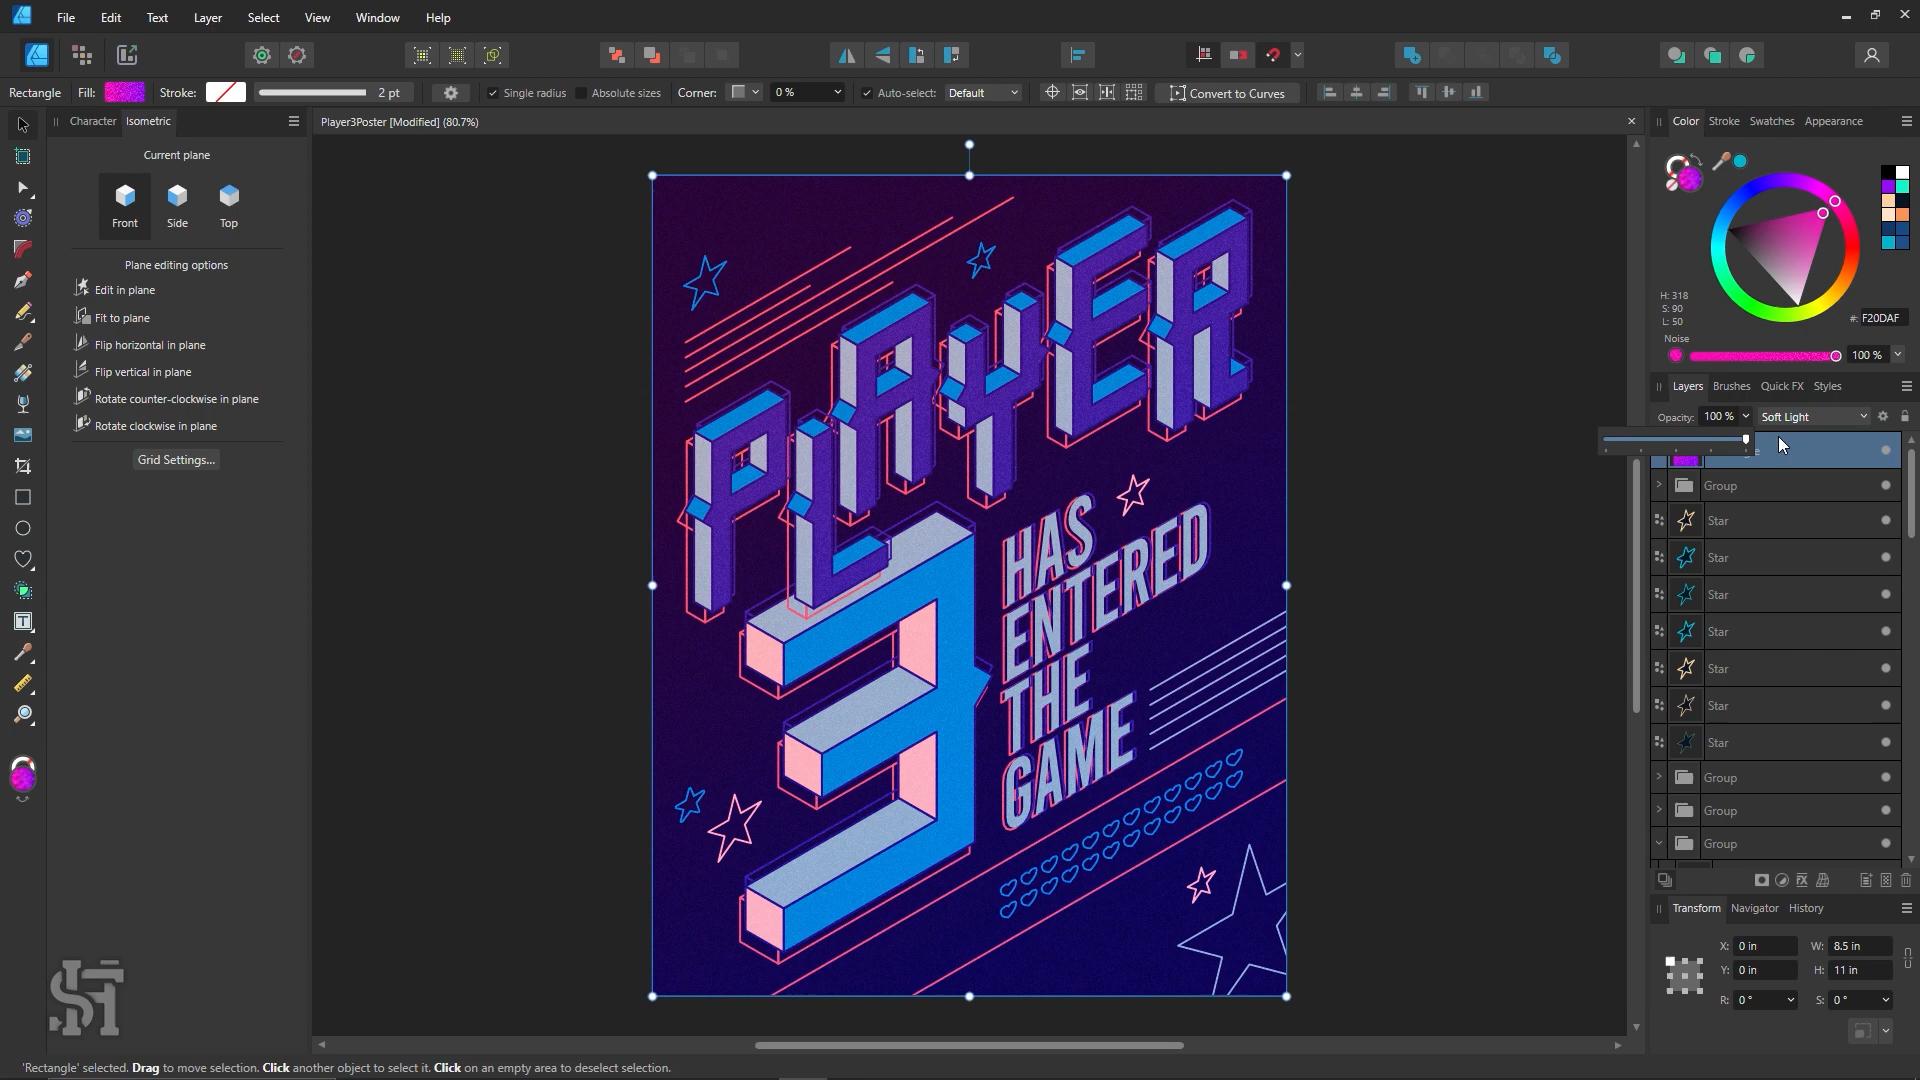 File Edit Text Layer Select View Window Help
Rectangle Fill: Stroke: 2 pt Single radius Absolute sizes Corner: 0 % Auto-select: Default Convert to Curves
Character Isometric
Player3Poster [Modified] (80.7%)
Current plane
Front Side Top
Plane editing options
Edit in plane
Fit to plane
Flip horizontal in plane
Flip vertical in plane
Rotate counter-clockwise in plane
Rotate clockwise in plane
Grid Settings...
PLAYER
3
HAS
ENTERED
THE
GAME
Color Stroke Swatches Appearance
H: 318
S: 90
L: 50
#: F20DAF
Noise
100 %
Layers Brushes Quick FX Styles
Opacity: 100 % Soft Light
Group
Star
Star
Star
Star
Star
Star
Star
Group
Group
Group
Transform Navigator History
X: 0 in W: 8.5 in
Y: 0 in H: 11 in
R: 0 ° S: 0 °
'Rectangle' selected. Drag to move selection. Click another object to select it. Click on an empty area to deselect selection.